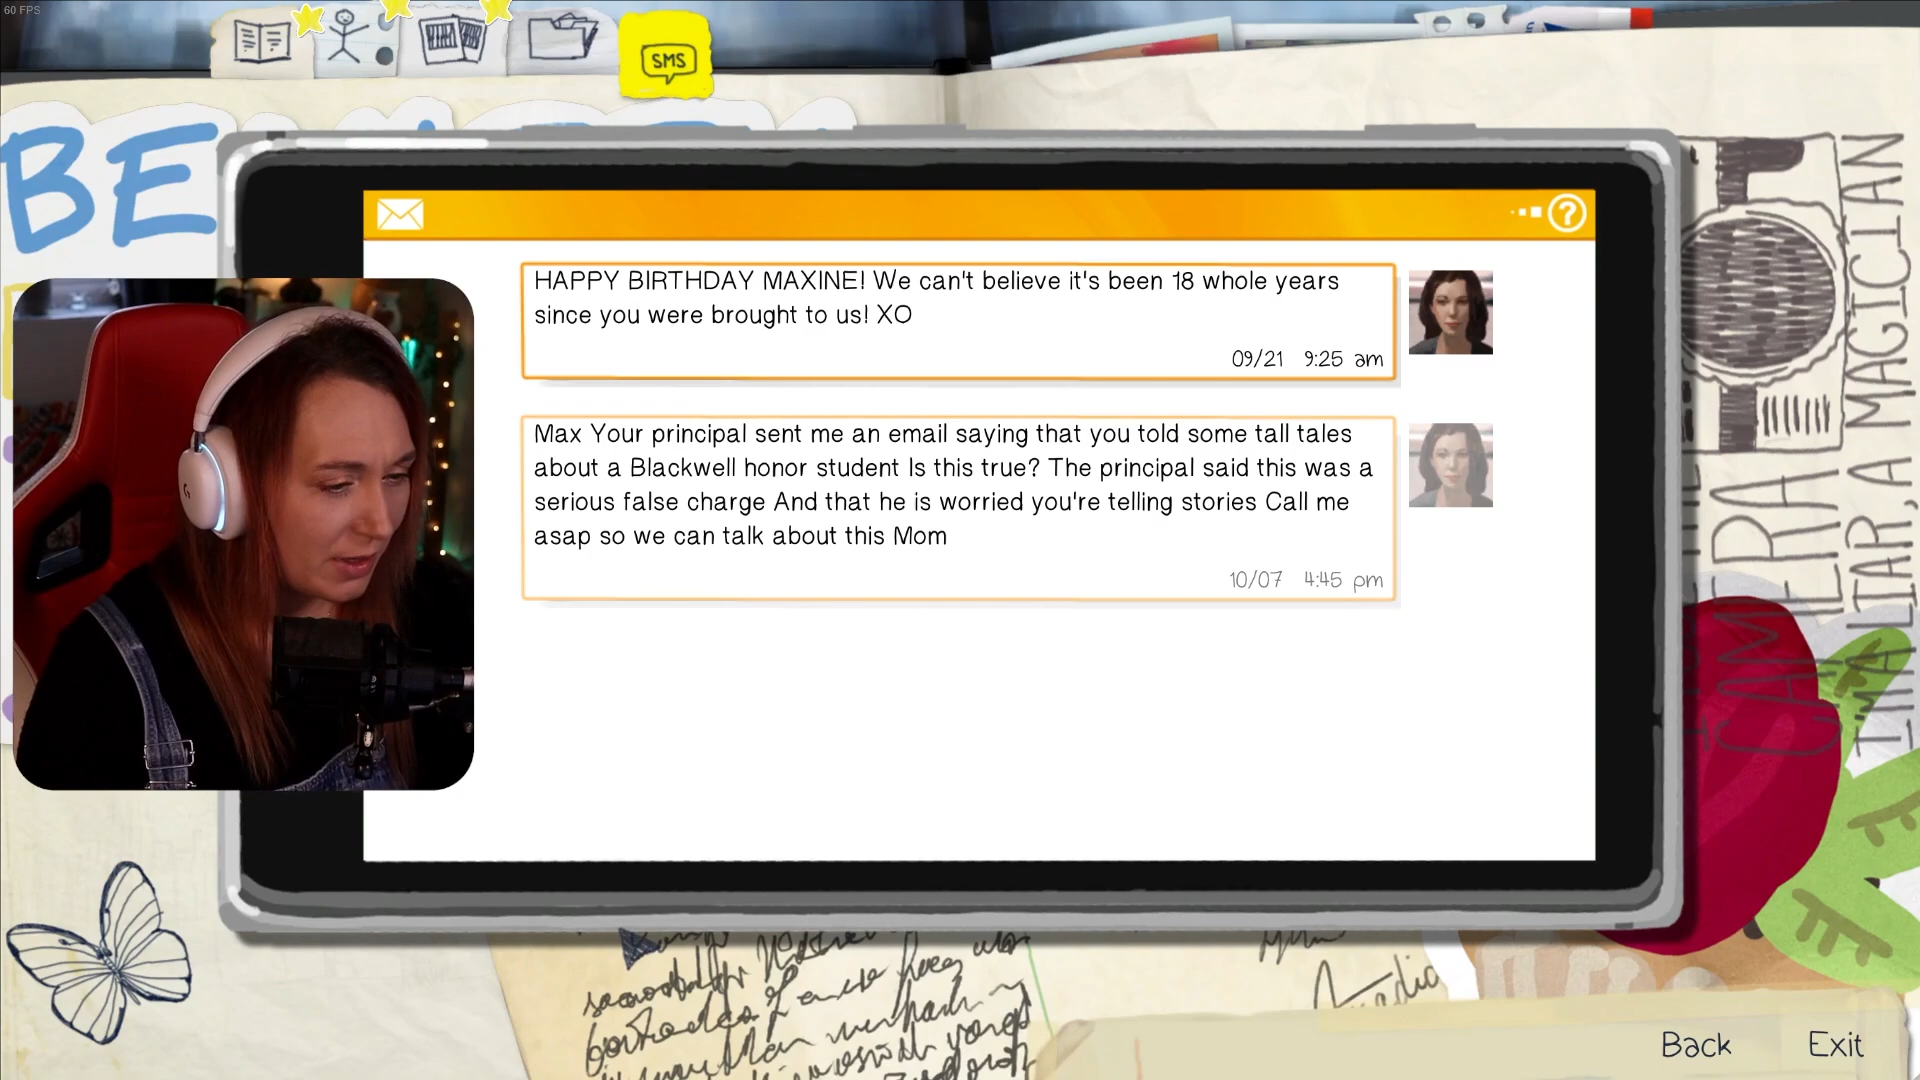 60 FPS
SMS
BE
HAPPY BIRTHDAY MAXINE! We can't believe it's been 18 whole years
since you were brought to us! XO
09/21 9:25 am
Max Your principal sent me an email saying that you told some tall tales
about a Blackwell honor student Is this true? The principal said this was a
serious false charge And that he is worried you're telling stories Call me
asap so we can talk about this Mom
10/07 4:45 pm
CAMERA
LIAR, A MAGICIAN
Back
Exit